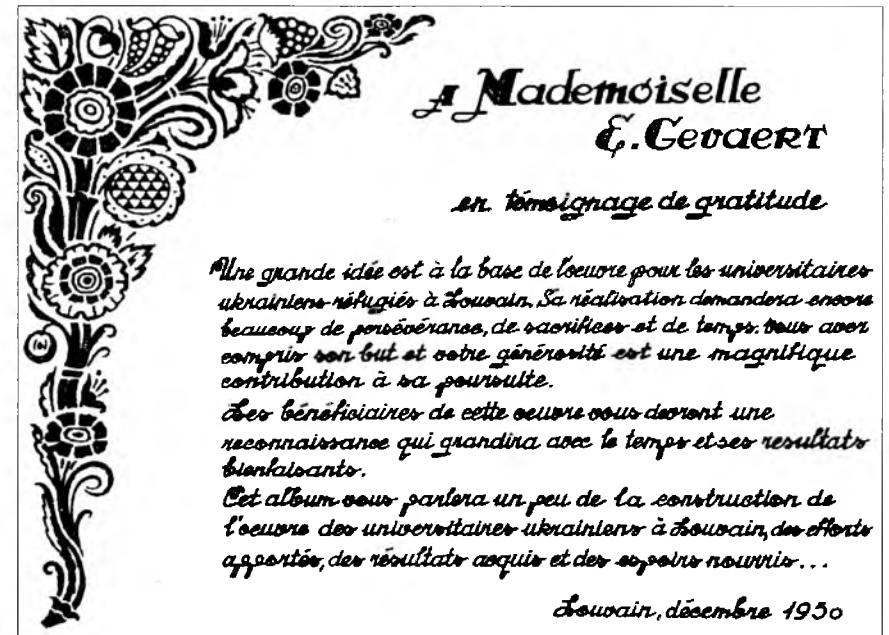 A Mademoiselle
E. Gevaert
en témoignage de gratitude
Une grande idée est à la base de l'oeuvre pour les universitaires
ukrainiens réfugiés à Louvain. Sa réalisation demandera encore
beaucoup de persévérance, de sacrifices et de temps. Vous avez
compris son but et votre générosité est une magnifique
contribution à sa poursuite.
Les bénéficiaires de cette oeuvre vous devront une
reconnaissance qui grandira avec le temps et ses resultats
bienfaisants.
Cet album vous parlera un peu de la construction de
l'oeuvre des universitaires ukrainiens à Louvain, des efforts
apportés, des résultats acquis et des espoirs nourris...
Louvain, décembre 1950